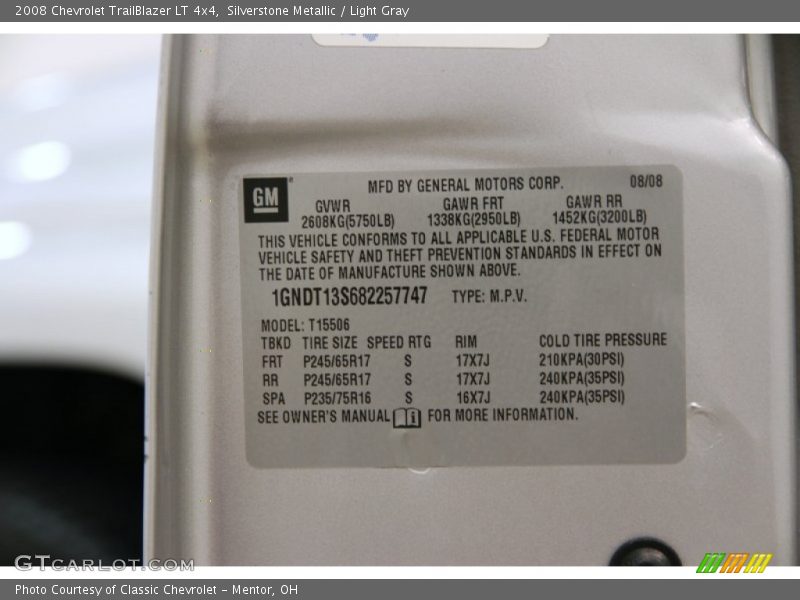 2008 Chevrolet TrailBlazer LT 4x4, Silverstone Metallic / Light Gray
GM
MFD BY GENERAL MOTORS CORP. 08/08
GVWR GAWR FRT GAWR RR
2608KG(5750LB) 1338KG(2950LB) 1452KG(3200LB)
THIS VEHICLE CONFORMS TO ALL APPLICABLE U.S. FEDERAL MOTOR
VEHICLE SAFETY AND THEFT PREVENTION STANDARDS IN EFFECT ON
THE DATE OF MANUFACTURE SHOWN ABOVE.
1GNDT13S682257747 TYPE: M.P.V.
MODEL: T15506
TBKD TIRE SIZE SPEED RTG RIM COLD TIRE PRESSURE
FRT P245/65R17 S 17X7J 210KPA(30PSI)
RR P245/65R17 S 17X7J 240KPA(35PSI)
SPA P235/75R16 S 16X7J 240KPA(35PSI)
SEE OWNER'S MANUAL i FOR MORE INFORMATION.
GTCARLOT.COM
Photo Courtesy of Classic Chevrolet - Mentor, OH